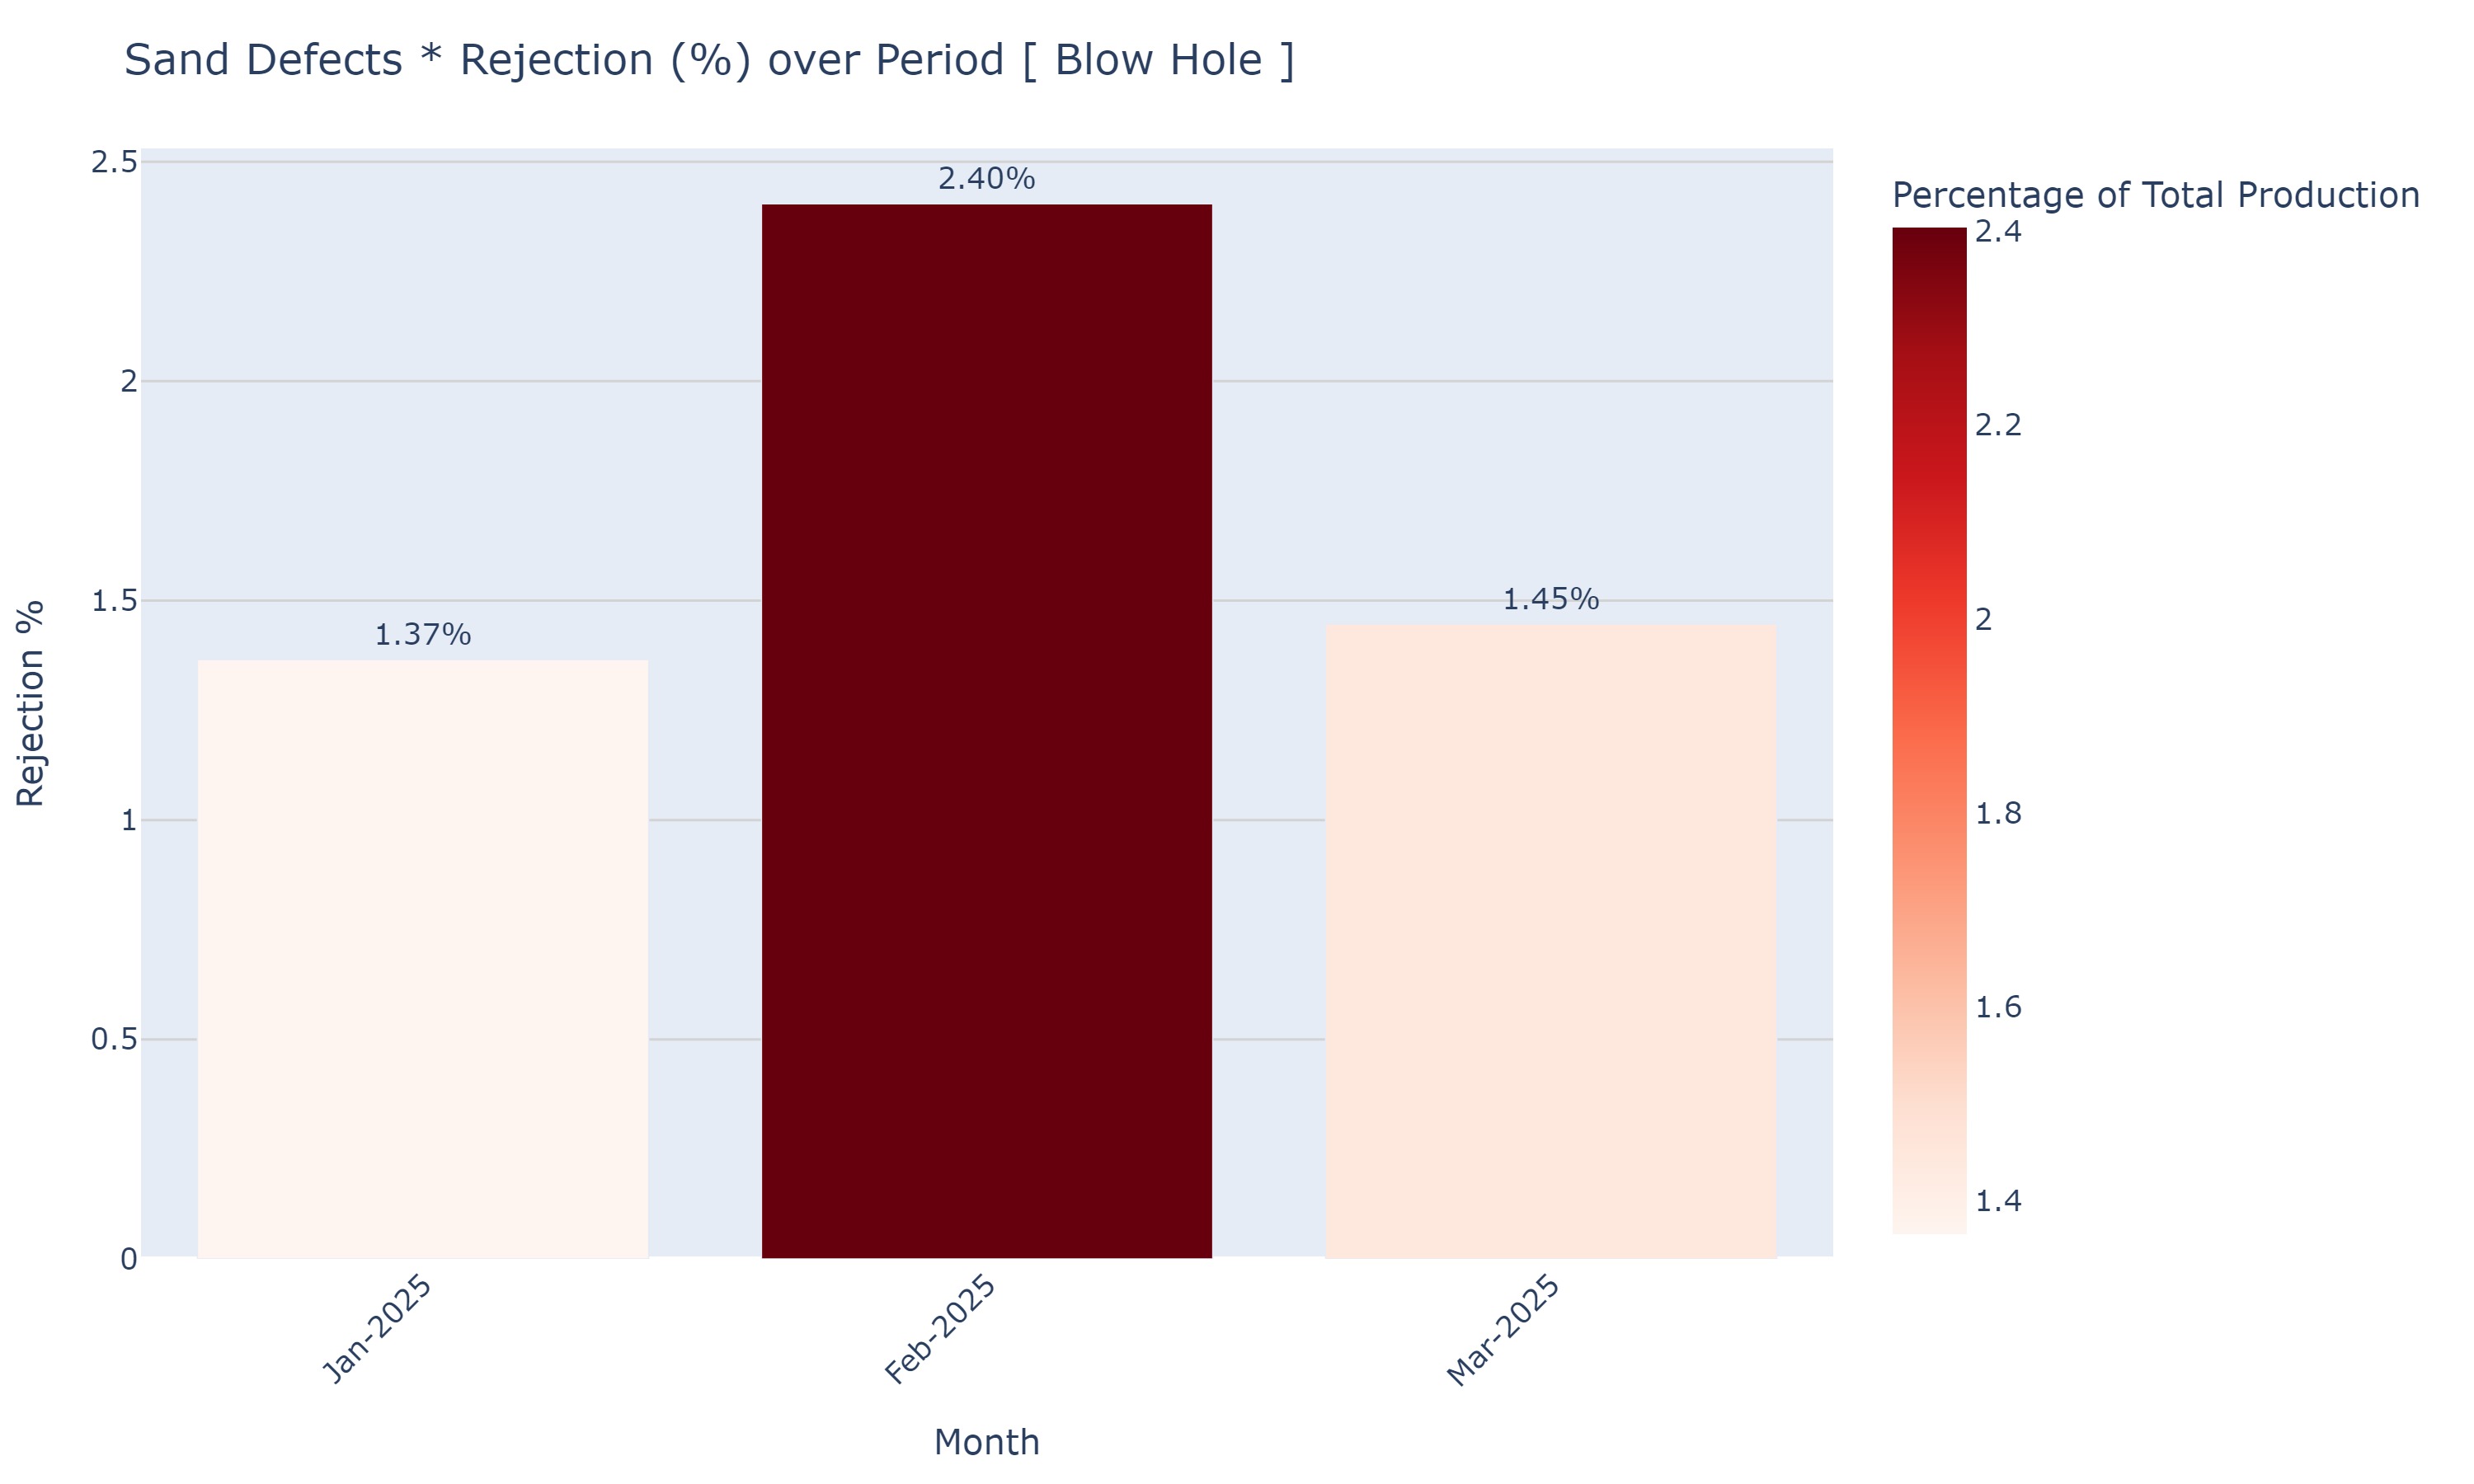 Sand Defects * Rejection (%) over Period [ Blow Hole ]
2.5
2
1.5
1
0.5
0
Rejection %
1.37%
2.40%
1.45%
Jan-2025
Feb-2025
Mar-2025
Month
Percentage of Total Production
2.4
2.2
2
1.8
1.6
1.4